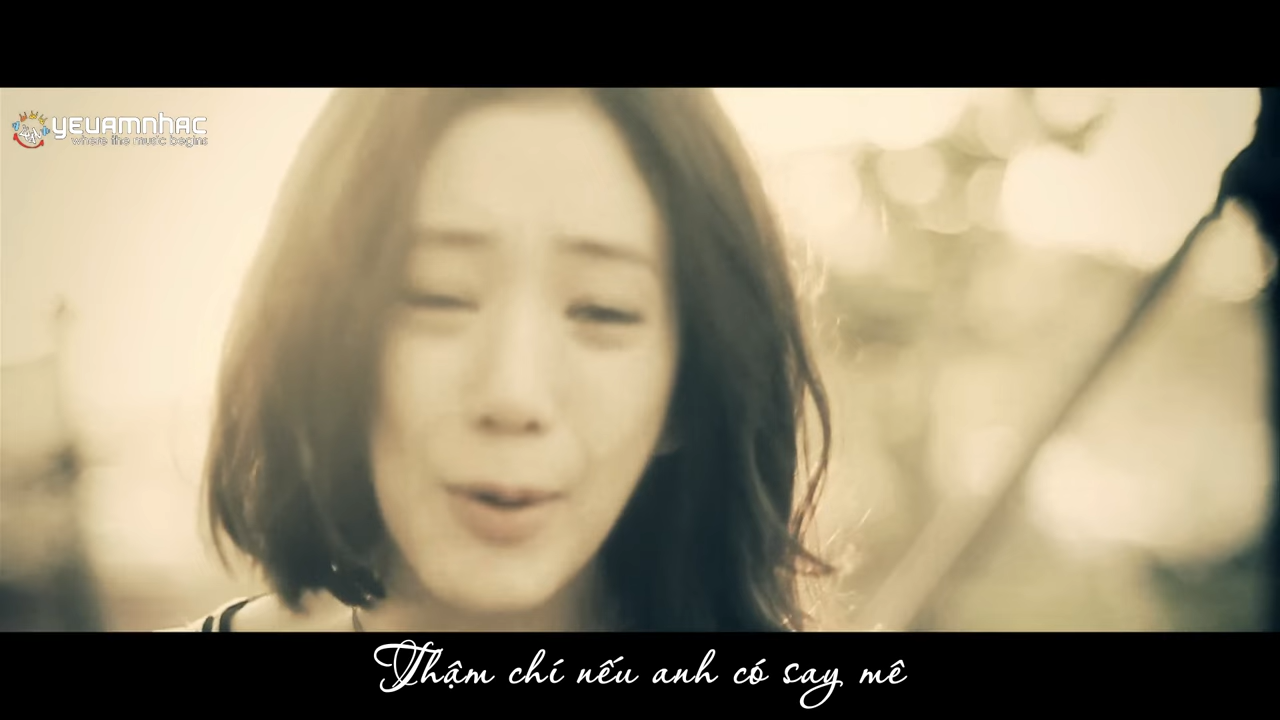 YEUAMNHAC
where the music begins
Thậm chí nếu anh có say mê